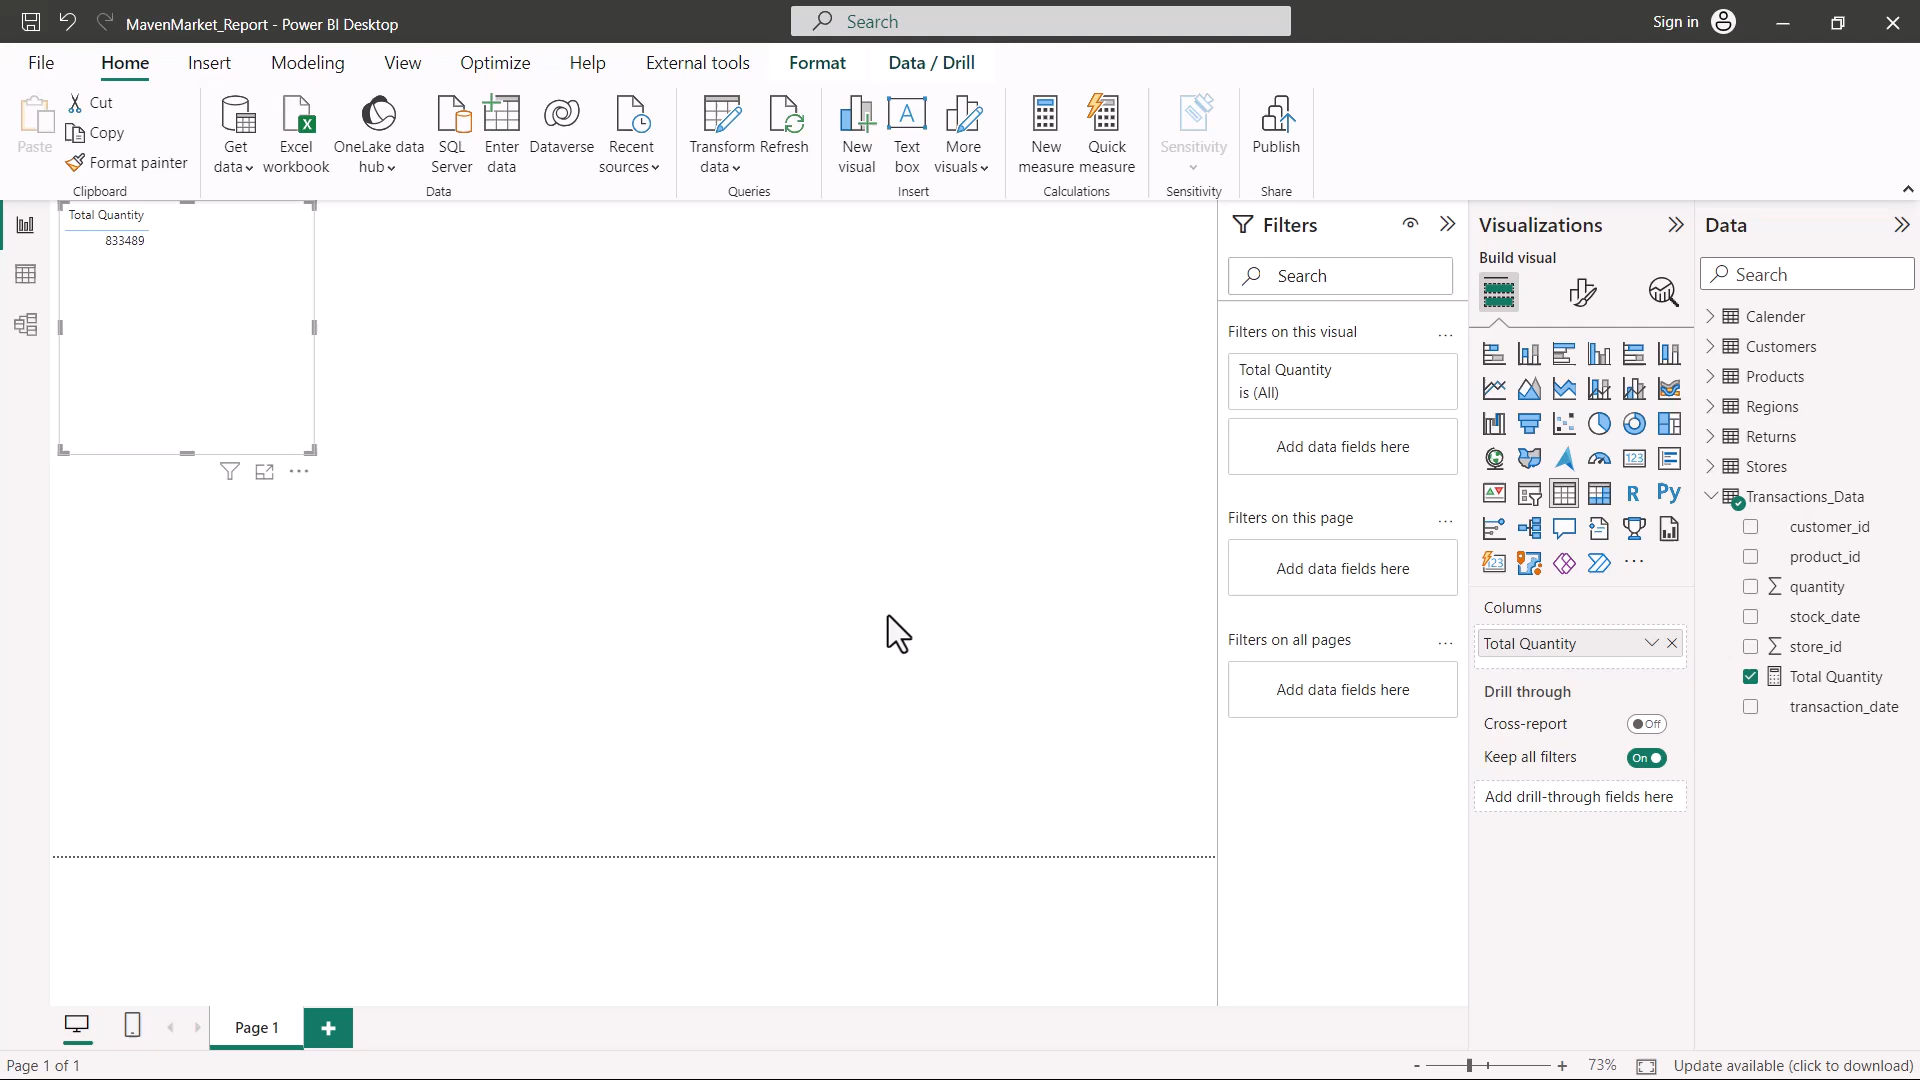 MavenMarket_Report - Power BI Desktop
Search
Sign in
File Home Insert Modeling View Optimize Help External tools Format Data / Drill
Paste
Cut
Copy
Format painter
Clipboard
Get data
Excel workbook
OneLake data hub
SQL Server
Enter data
Dataverse
Recent sources
Data
Transform data
Refresh
Queries
New visual
Text box
More visuals
Insert
New measure
Quick measure
Calculations
Sensitivity
Sensitivity
Publish
Share
Total Quantity
833489
Filters
Search
Filters on this visual
Total Quantity
is (All)
Add data fields here
Filters on this page
Add data fields here
Filters on all pages
Add data fields here
Visualizations
Build visual
123
R
Py
123
Columns
Total Quantity
Drill through
Cross-report
Off
Keep all filters
On
Add drill-through fields here
Data
Search
Calender
Customers
Products
Regions
Returns
Stores
Transactions_Data
customer_id
product_id
quantity
stock_date
store_id
Total Quantity
transaction_date
Page 1
Page 1 of 1
73%
Update available (click to download)